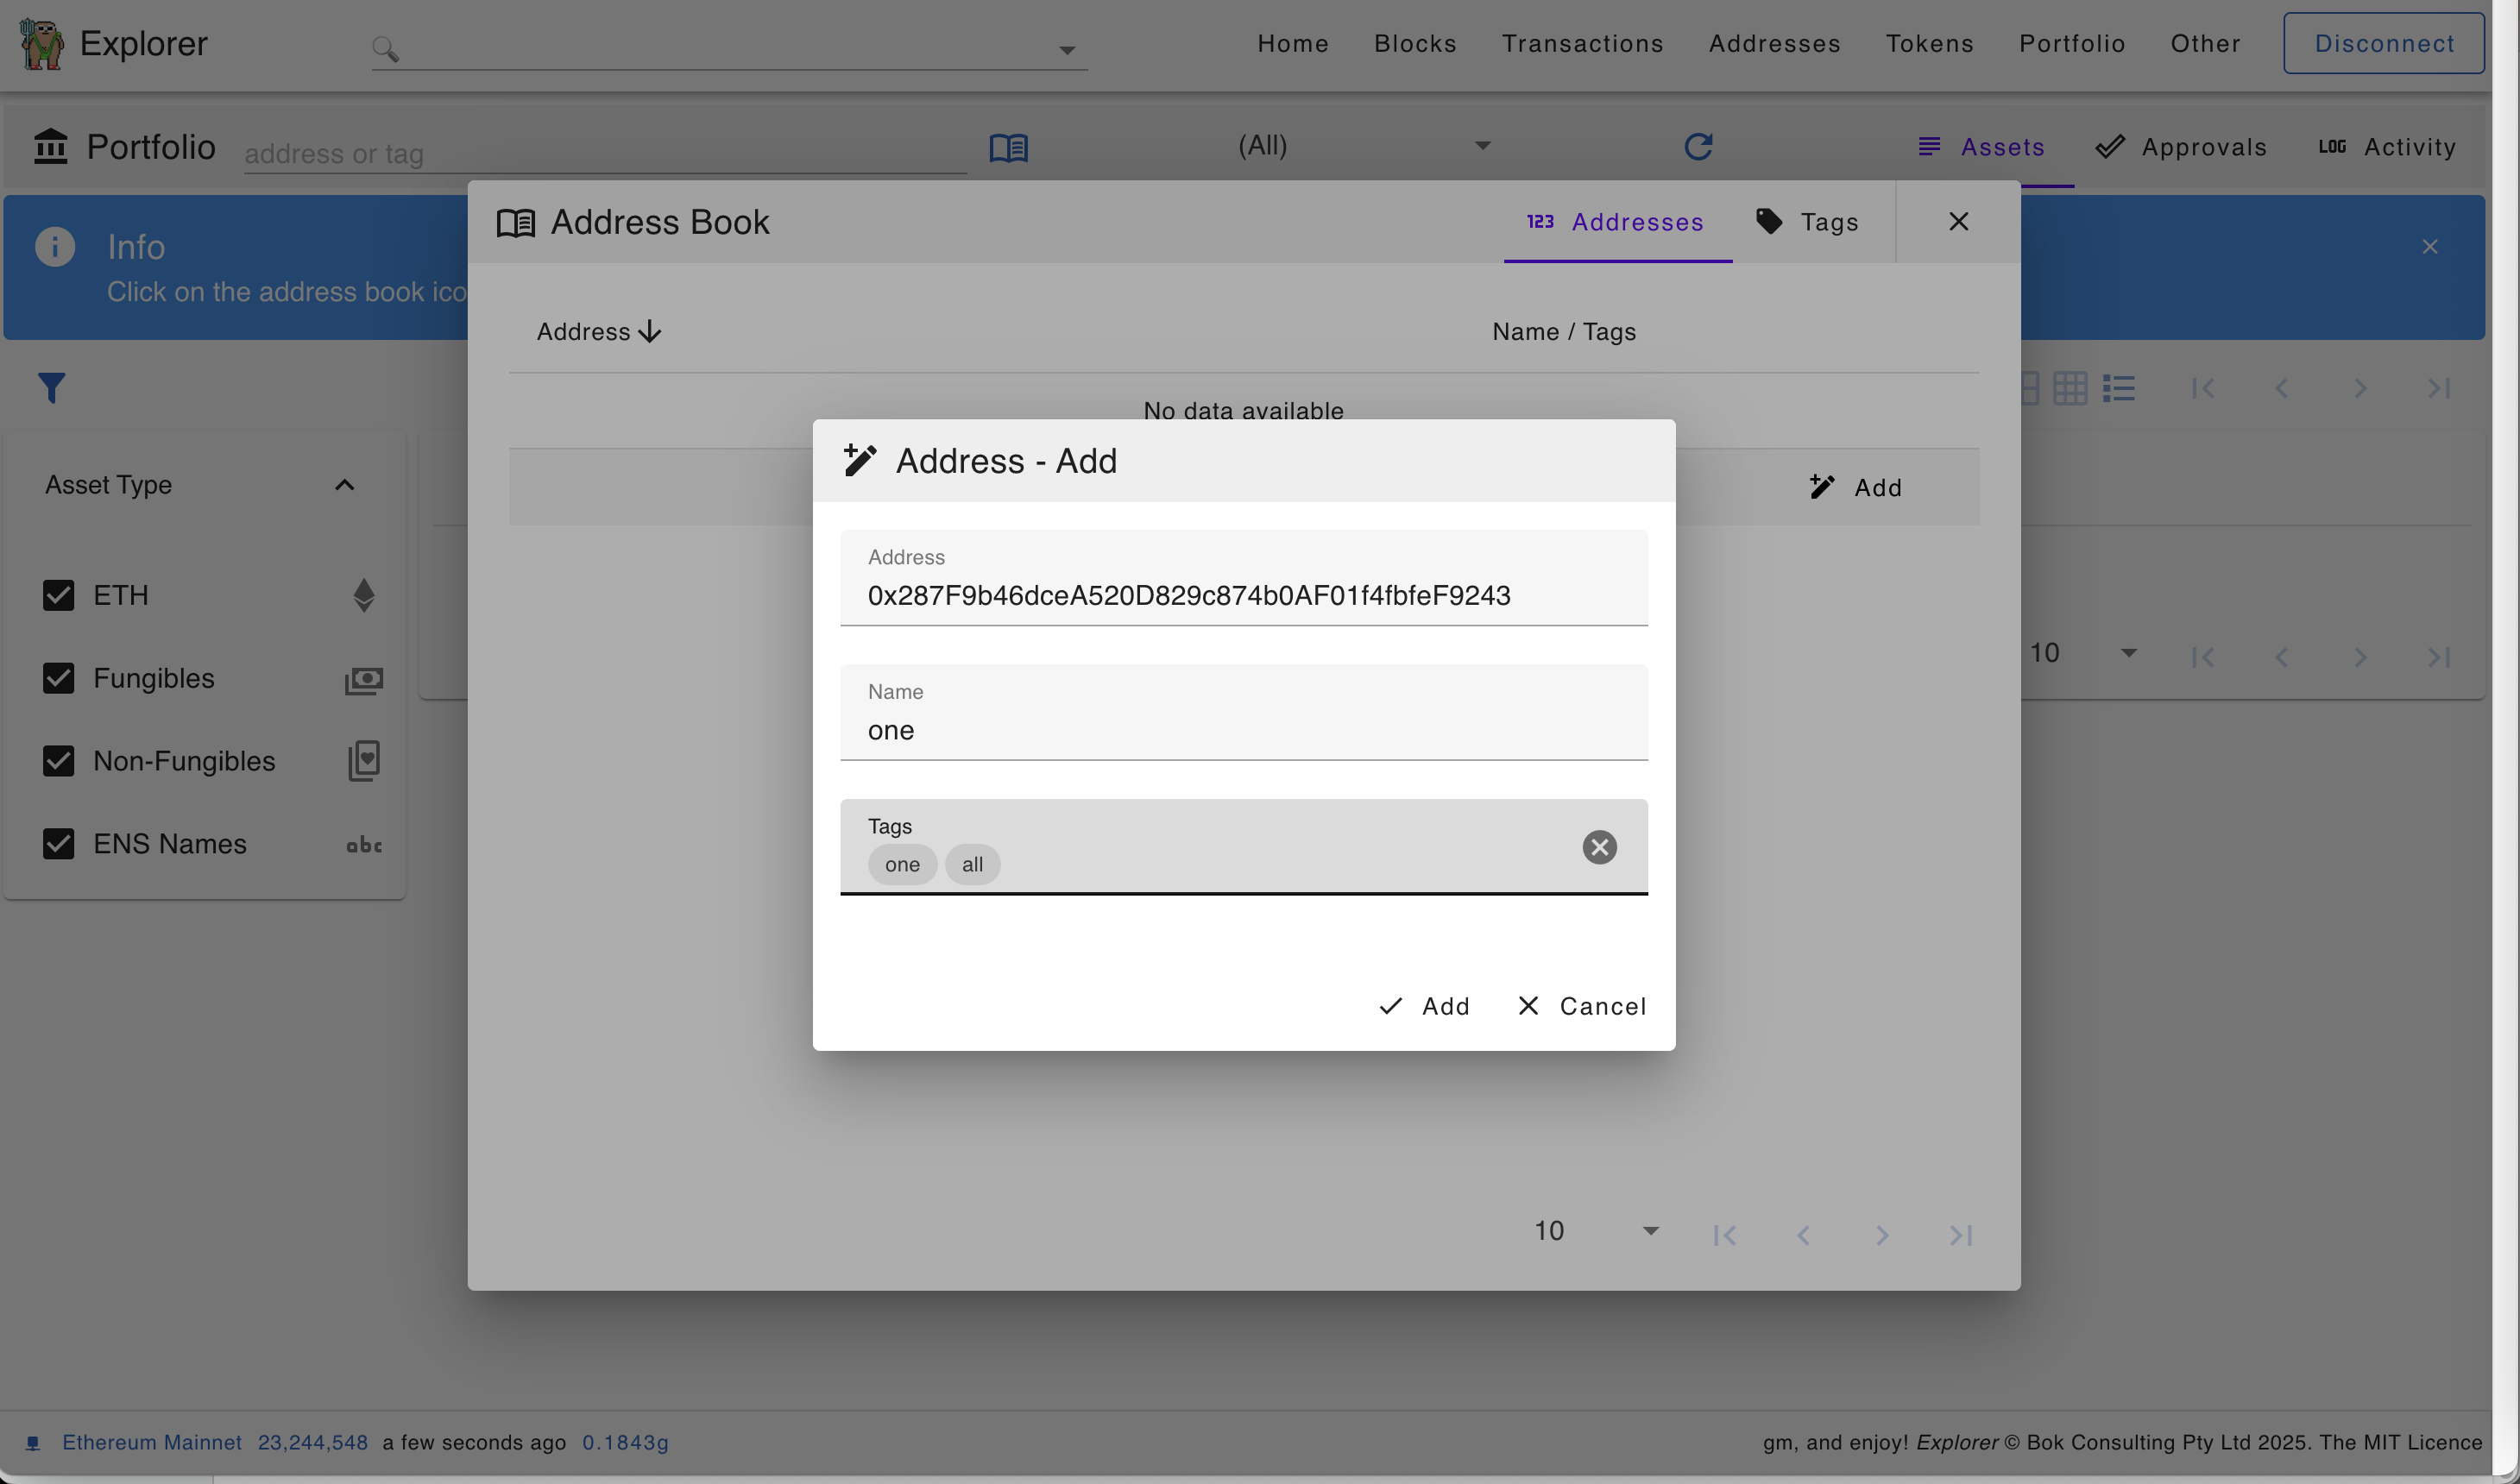 Explorer
Home Blocks Transactions Addresses Tokens Portfolio Other Disconnect
Portfolio address or tag (All) Assets Approvals LOG Activity
Address Book 123 Addresses Tags
Info
Click on the address book ico
Address Name / Tags
No data available
Add
Address - Add
Address
0x287F9b46dceA520D829c874b0AF01f4fbfeF9243
Name
one
Tags
one all
Add Cancel
Asset Type
ETH
Fungibles
Non-Fungibles
ENS Names abc
10
10
Ethereum Mainnet 23,244,548 a few seconds ago 0.1843g
gm, and enjoy! Explorer © Bok Consulting Pty Ltd 2025. The MIT Licence